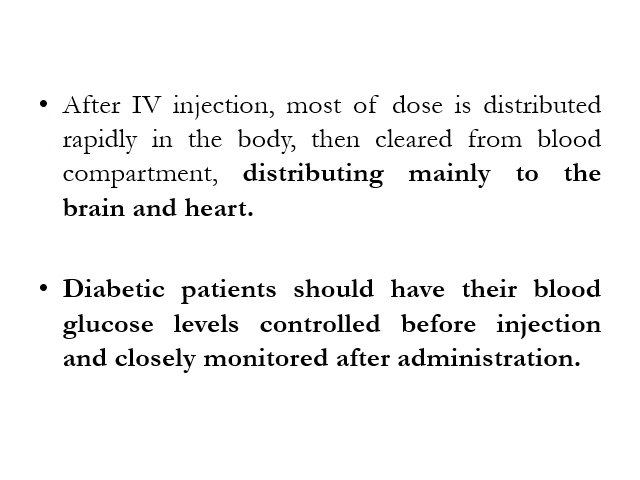 • After IV injection, most of dose is distributed
rapidly in the body, then cleared from blood
compartment, distributing mainly to the
brain and heart.
• Diabetic patients should have their blood
glucose levels controlled before injection
and closely monitored after administration.